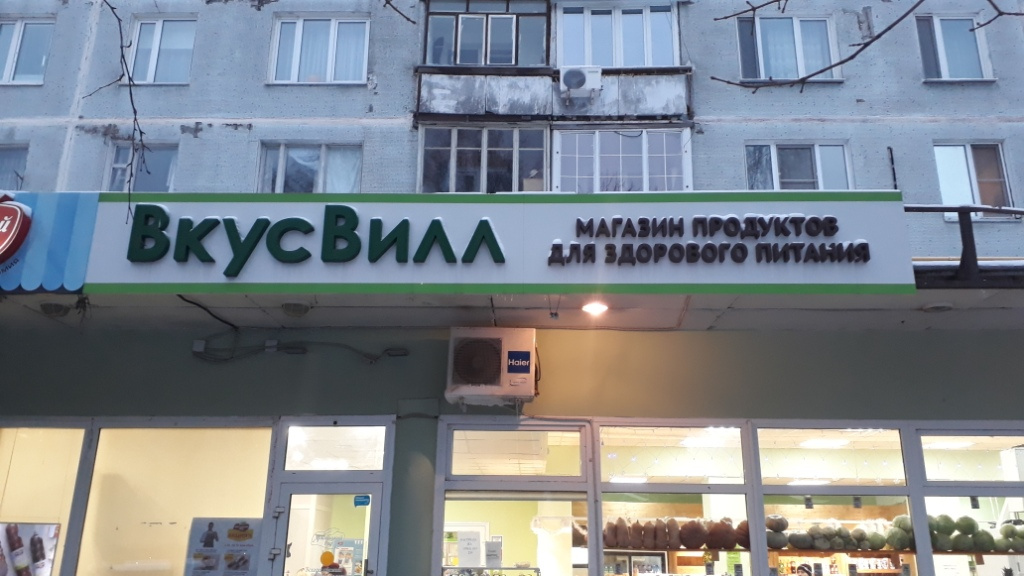 ВкусВилл
МАГАЗИН ПРОДУКТОВ
ДЛЯ ЗДОРОВОГО ПИТАНИЯ
Haier